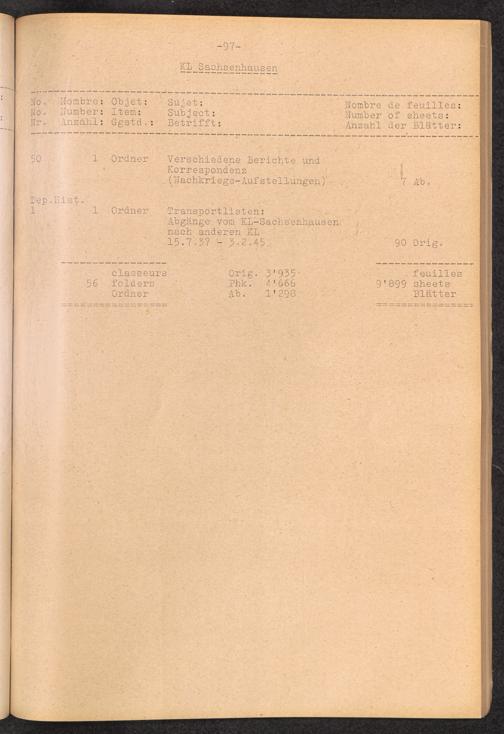 -97-
KL Sachsenhausen
No. Nombre: Objet: Sujet: Nombre de feuilles:
No. Number: Item: Subject: Number of sheets:
Nr. Anzahl: Ggstd.: Betrifft: Anzahl der Blätter:
50 1 Ordner Verschiedene Berichte und
Korrespondenz
(Nachkriegs-Aufstellungen) 7 Ab.
Dep.Hist.
1 1 Ordner Transportlisten:
Abgänge vom KL-Sachsenhausen
nach anderen KL
15.7.37 - 3.2.45 90 Orig.
classeurs Orig. 3'935 feuilles
56 folders Phk. 4'666 9'899 sheets
Ordner Ab. 1'298 Blätter